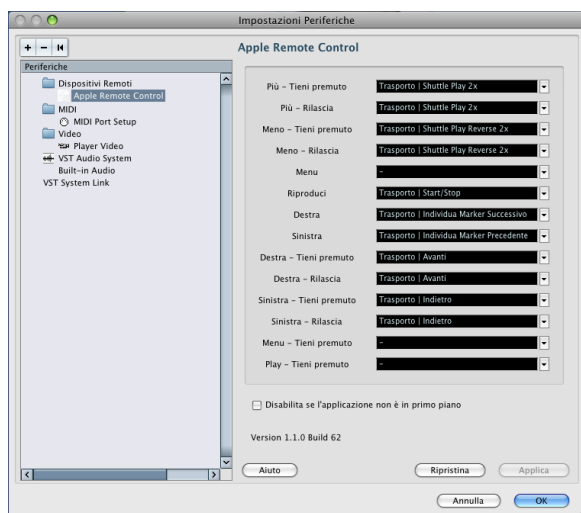 Impostazioni Periferiche
Periferiche
Dispositivi Remoti
Apple Remote Control
MIDI
MIDI Port Setup
Video
Player Video
VST Audio System
Built-in Audio
VST System Link
Apple Remote Control
Più - Tieni premuto Trasporto | Shuttle Play 2x
Più - Rilascia Trasporto | Shuttle Play 2x
Meno - Tieni premuto Trasporto | Shuttle Play Reverse 2x
Meno - Rilascia Trasporto | Shuttle Play Reverse 2x
Menu -
Riproduci Trasporto | Start/Stop
Destra Trasporto | Individua Marker Successivo
Sinistra Trasporto | Individua Marker Precedente
Destra - Tieni premuto Trasporto | Avanti
Destra - Rilascia Trasporto | Avanti
Sinistra - Tieni premuto Trasporto | Indietro
Sinistra - Rilascia Trasporto | Indietro
Menu - Tieni premuto -
Play - Tieni premuto -
Disabilita se l'applicazione non è in primo piano
Version 1.1.0 Build 62
Aiuto Ripristina Applica
Annulla OK